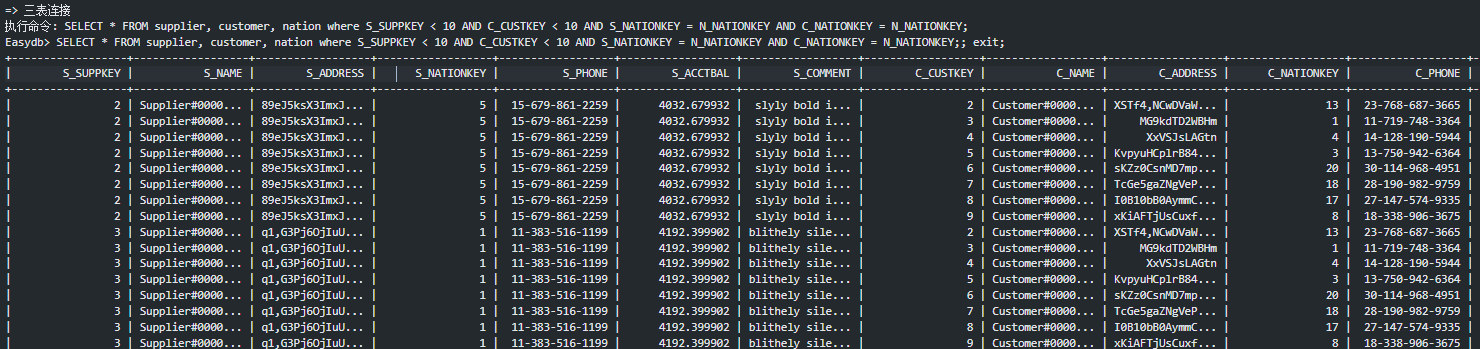 => 三表连接
执行命令: SELECT * FROM supplier, customer, nation where S_SUPPKEY < 10 AND C_CUSTKEY < 10 AND S_NATIONKEY = N_NATIONKEY AND C_NATIONKEY = N_NATIONKEY;
Easydb> SELECT * FROM supplier, customer, nation where S_SUPPKEY < 10 AND C_CUSTKEY < 10 AND S_NATIONKEY = N_NATIONKEY AND C_NATIONKEY = N_NATIONKEY;; exit;
| S_SUPPKEY | S_NAME | S_ADDRESS | S_NATIONKEY | S_PHONE | S_ACCTBAL | S_COMMENT | C_CUSTKEY | C_NAME | C_ADDRESS | C_NATIONKEY | C_PHONE |
| 2 | Supplier#0000... | 89eJ5ksX3ImxJ... | 5 | 15-679-861-2259 | 4032.679932 | slyly bold i... | 2 | Customer#0000... | XSTf4,NCwDVaW... | 13 | 23-768-687-3665 |
| 2 | Supplier#0000... | 89eJ5ksX3ImxJ... | 5 | 15-679-861-2259 | 4032.679932 | slyly bold i... | 3 | Customer#0000... | MG9kdTD2WBHm | 1 | 11-719-748-3364 |
| 2 | Supplier#0000... | 89eJ5ksX3ImxJ... | 5 | 15-679-861-2259 | 4032.679932 | slyly bold i... | 4 | Customer#0000... | XxVSJsLAGtn | 4 | 14-128-190-5944 |
| 2 | Supplier#0000... | 89eJ5ksX3ImxJ... | 5 | 15-679-861-2259 | 4032.679932 | slyly bold i... | 5 | Customer#0000... | KvpyuHCplrB84... | 3 | 13-750-942-6364 |
| 2 | Supplier#0000... | 89eJ5ksX3ImxJ... | 5 | 15-679-861-2259 | 4032.679932 | slyly bold i... | 6 | Customer#0000... | sKZz0CsnMD7mp... | 20 | 30-114-968-4951 |
| 2 | Supplier#0000... | 89eJ5ksX3ImxJ... | 5 | 15-679-861-2259 | 4032.679932 | slyly bold i... | 7 | Customer#0000... | TcGe5gaZNgVeP... | 18 | 28-190-982-9759 |
| 2 | Supplier#0000... | 89eJ5ksX3ImxJ... | 5 | 15-679-861-2259 | 4032.679932 | slyly bold i... | 8 | Customer#0000... | I0B10bB0AymmC... | 17 | 27-147-574-9335 |
| 2 | Supplier#0000... | 89eJ5ksX3ImxJ... | 5 | 15-679-861-2259 | 4032.679932 | slyly bold i... | 9 | Customer#0000... | xKiAFTjUsCuxf... | 8 | 18-338-906-3675 |
| 3 | Supplier#0000... | q1,G3Pj6OjIuU... | 1 | 11-383-516-1199 | 4192.399902 | blithely sile... | 2 | Customer#0000... | XSTf4,NCwDVaW... | 13 | 23-768-687-3665 |
| 3 | Supplier#0000... | q1,G3Pj6OjIuU... | 1 | 11-383-516-1199 | 4192.399902 | blithely sile... | 3 | Customer#0000... | MG9kdTD2WBHm | 1 | 11-719-748-3364 |
| 3 | Supplier#0000... | q1,G3Pj6OjIuU... | 1 | 11-383-516-1199 | 4192.399902 | blithely sile... | 4 | Customer#0000... | XxVSJsLAGtn | 4 | 14-128-190-5944 |
| 3 | Supplier#0000... | q1,G3Pj6OjIuU... | 1 | 11-383-516-1199 | 4192.399902 | blithely sile... | 5 | Customer#0000... | KvpyuHCplrB84... | 3 | 13-750-942-6364 |
| 3 | Supplier#0000... | q1,G3Pj6OjIuU... | 1 | 11-383-516-1199 | 4192.399902 | blithely sile... | 6 | Customer#0000... | sKZz0CsnMD7mp... | 20 | 30-114-968-4951 |
| 3 | Supplier#0000... | q1,G3Pj6OjIuU... | 1 | 11-383-516-1199 | 4192.399902 | blithely sile... | 7 | Customer#0000... | TcGe5gaZNgVeP... | 18 | 28-190-982-9759 |
| 3 | Supplier#0000... | q1,G3Pj6OjIuU... | 1 | 11-383-516-1199 | 4192.399902 | blithely sile... | 8 | Customer#0000... | I0B10bB0AymmC... | 17 | 27-147-574-9335 |
| 3 | Supplier#0000... | q1,G3Pj6OjIuU... | 1 | 11-383-516-1199 | 4192.399902 | blithely sile... | 9 | Customer#0000... | xKiAFTjUsCuxf... | 8 | 18-338-906-3675 |